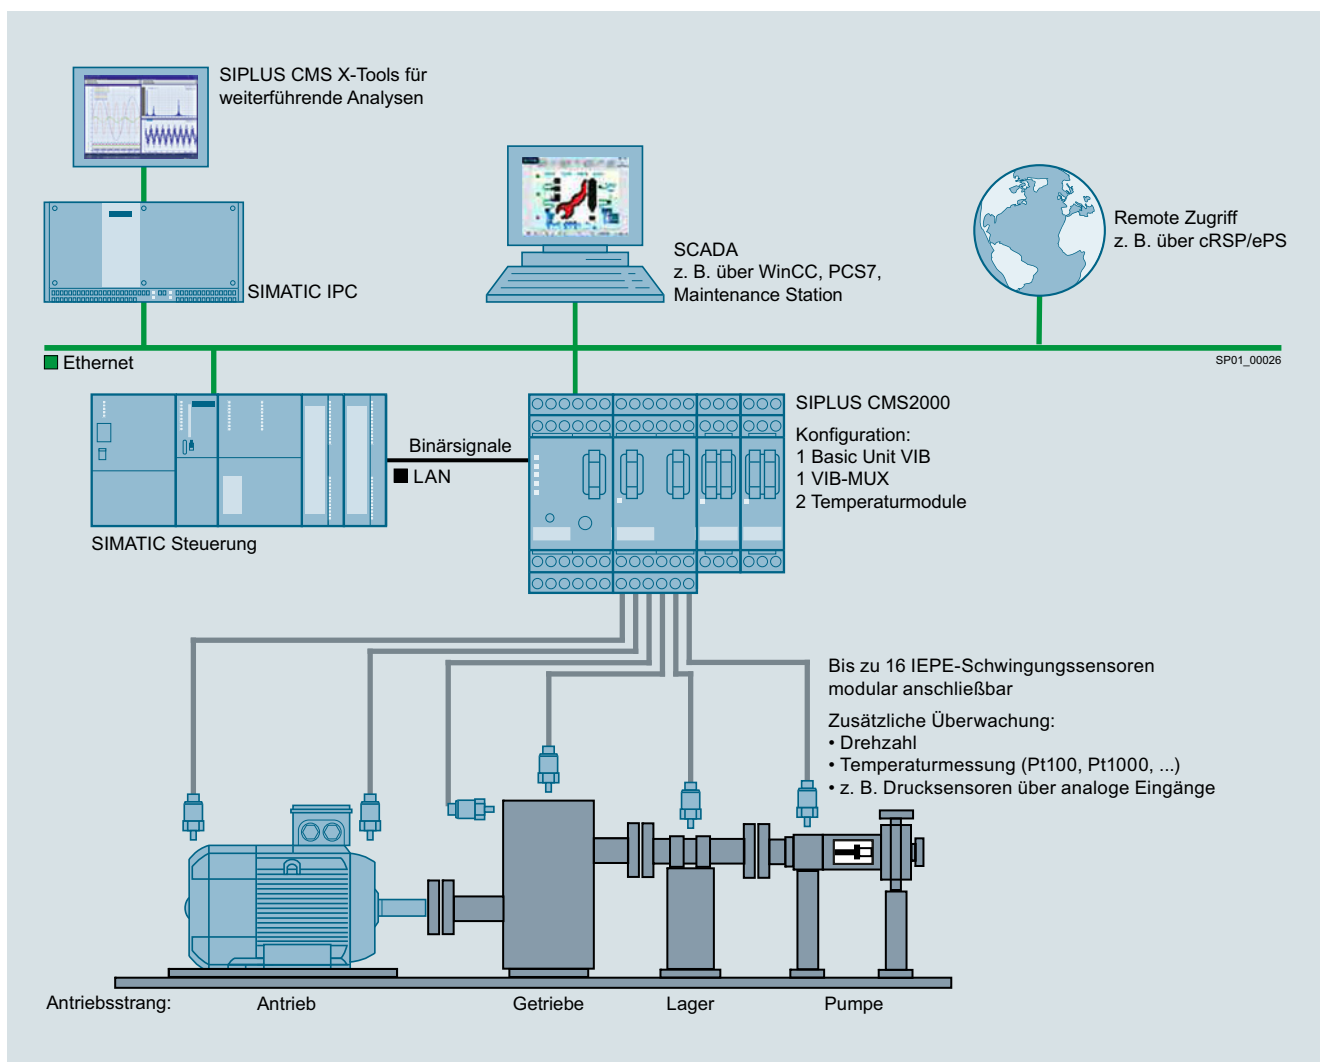 SIPLUS CMS X-Tools für
weiterführende Analysen
SIMATIC IPC
SCADA
z. B. über WinCC, PCS7,
Maintenance Station
Remote Zugriff
z. B. über cRSP/ePS
Ethernet
SP01_00026
SIPLUS CMS2000
Konfiguration:
1 Basic Unit VIB
1 VIB-MUX
2 Temperaturmodule
Binärsignale
LAN
SIMATIC Steuerung
Bis zu 16 IEPE-Schwingungssensoren
modular anschließbar
Zusätzliche Überwachung:
• Drehzahl
• Temperaturmessung (Pt100, Pt1000, ...)
• z. B. Drucksensoren über analoge Eingänge
Antriebsstrang: Antrieb Getriebe Lager Pumpe